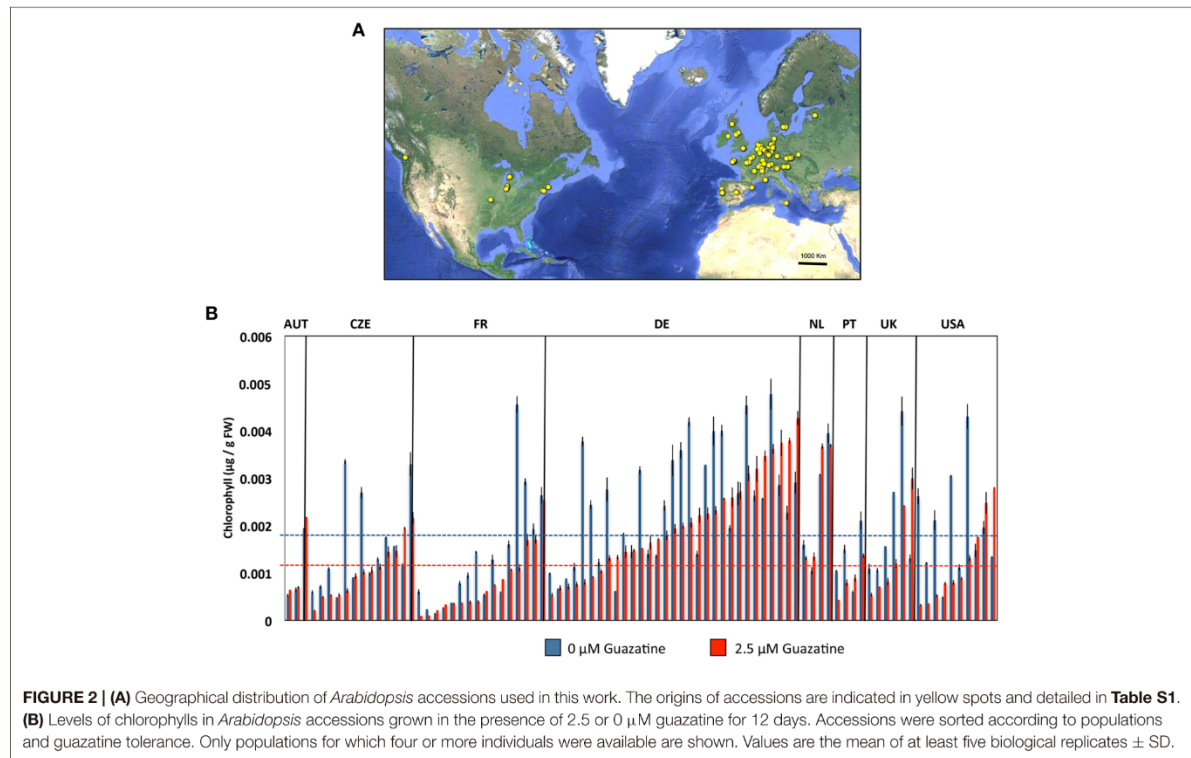 A
1000 Km
B
AUT CZE FR DE NL PT UK USA
0.006
0.005
0.004
0.003
0.002
0.001
0
Chlorophyll (µg / g FW)
0 µM Guazatine 2.5 µM Guazatine
FIGURE 2 | (A) Geographical distribution of Arabidopsis accessions used in this work. The origins of accessions are indicated in yellow spots and detailed in Table S1.
(B) Levels of chlorophylls in Arabidopsis accessions grown in the presence of 2.5 or 0 µM guazatine for 12 days. Accessions were sorted according to populations
and guazatine tolerance. Only populations for which four or more individuals were available are shown. Values are the mean of at least five biological replicates ± SD.